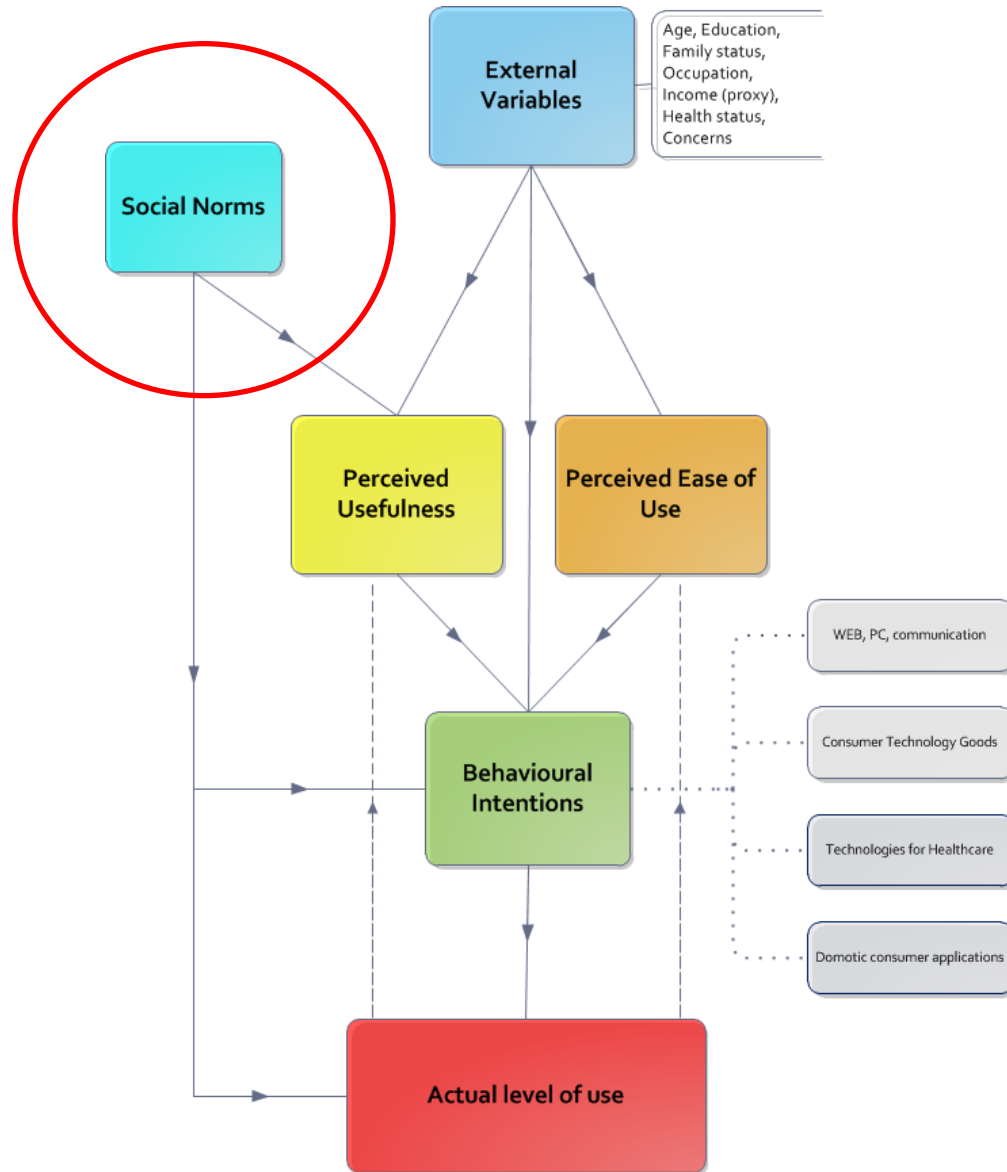 External
Variables
Age, Education,
Family status,
Occupation,
Income (proxy),
Health status,
Concerns
Social Norms
Perceived
Usefulness
Perceived Ease of
Use
WEB, PC, communication
Consumer Technology Goods
Behavioural
Intentions
Technologies for Healthcare
Domotic consumer applications
Actual level of use